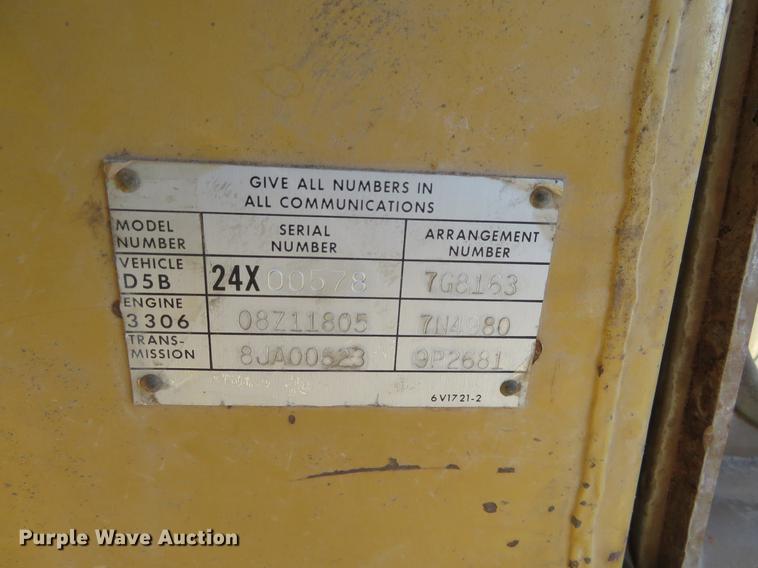 GIVE ALL NUMBERS IN
ALL COMMUNICATIONS
MODEL NUMBER SERIAL NUMBER ARRANGEMENT NUMBER
VEHICLE D5B 24X00578 7G8163
ENGINE 3306 08Z11805 7N4980
TRANS-MISSION 8JA00623 9P2681
6V1721-2
Purple Wave Auction